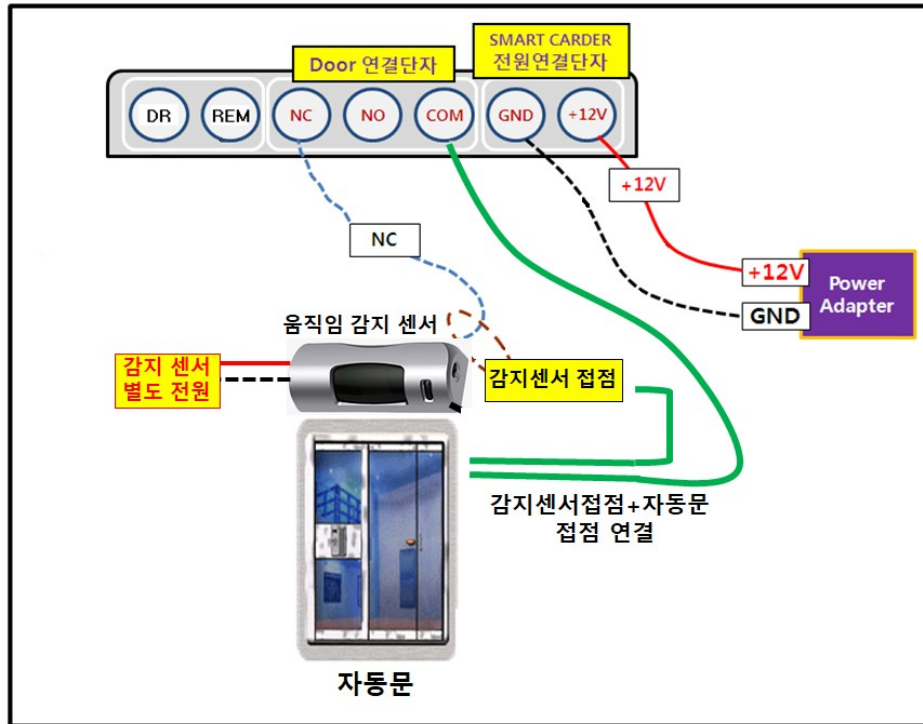 Door 연결단자
SMART CARDER
전원연결단자
DR
REM
NC
NO
COM
GND
+12V
+12V
NC
+12V
GND
Power
Adapter
움직임 감지 센서
감지 센서
별도 전원
감지센서 접점
감지센서접점+자동문
접점 연결
자동문